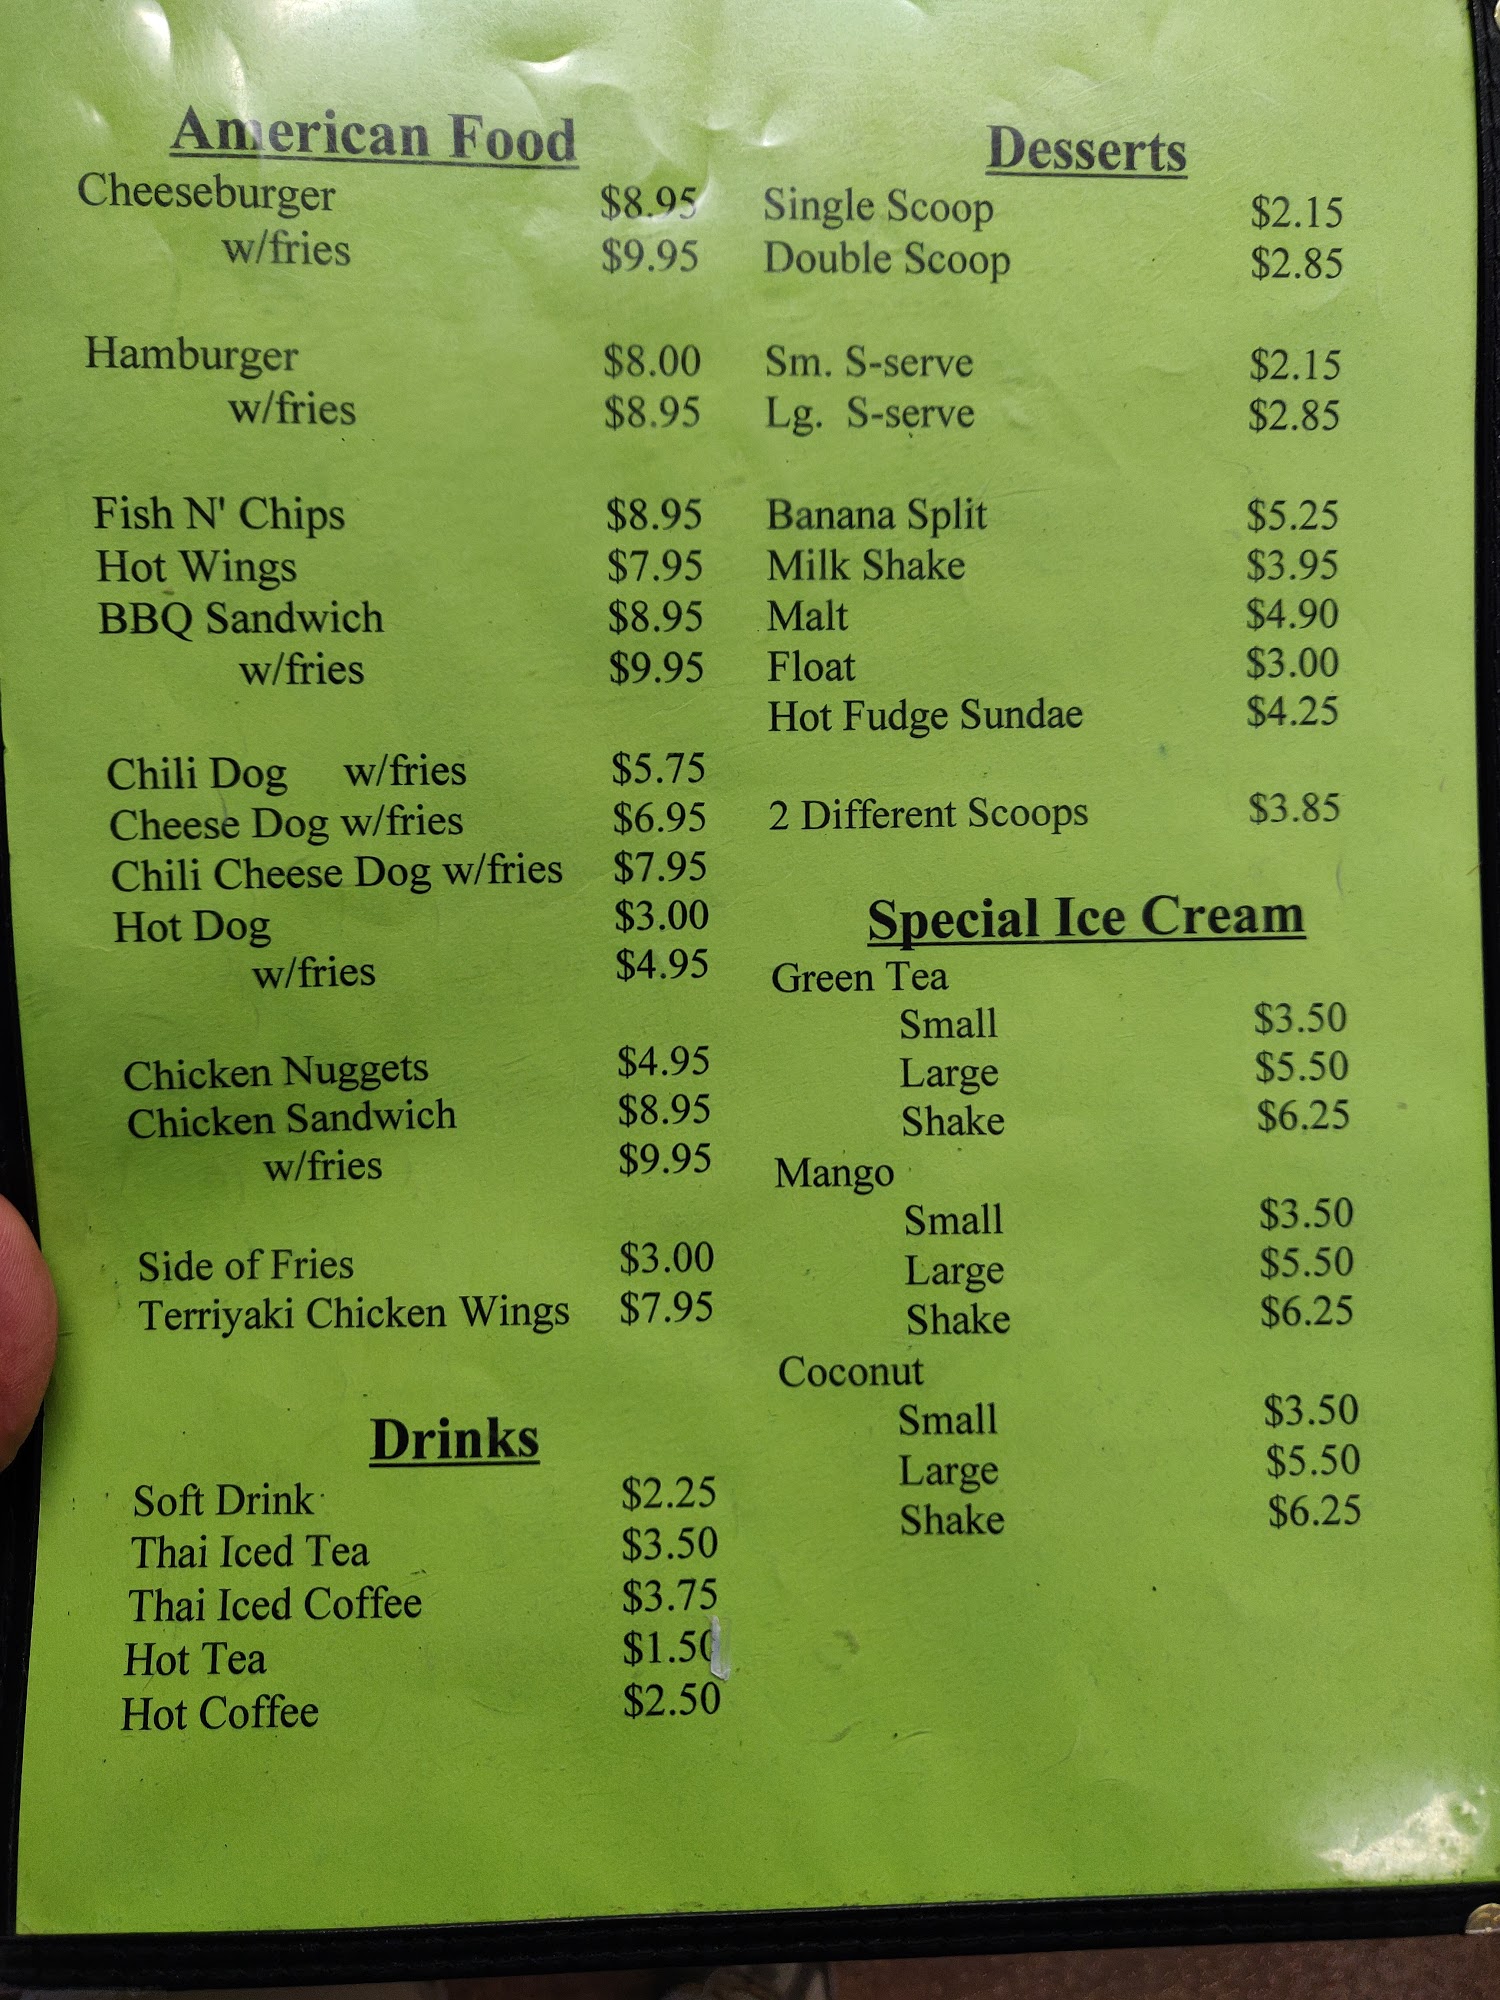 American Food
Cheeseburger $8.95
w/fries $9.95
Hamburger $8.00
w/fries $8.95
Fish N' Chips $8.95
Hot Wings $7.95
BBQ Sandwich $8.95
w/fries $9.95
Chili Dog w/fries $5.75
Cheese Dog w/fries $6.95
Chili Cheese Dog w/fries $7.95
Hot Dog $3.00
w/fries $4.95
Chicken Nuggets $4.95
Chicken Sandwich $8.95
w/fries $9.95
Side of Fries $3.00
Terriyaki Chicken Wings $7.95
Drinks
Soft Drink $2.25
Thai Iced Tea $3.50
Thai Iced Coffee $3.75
Hot Tea $1.50
Hot Coffee $2.50
Desserts
Single Scoop $2.15
Double Scoop $2.85
Sm. S-serve $2.15
Lg. S-serve $2.85
Banana Split $5.25
Milk Shake $3.95
Malt $4.90
Float $3.00
Hot Fudge Sundae $4.25
2 Different Scoops $3.85
Special Ice Cream
Green Tea
Small $3.50
Large $5.50
Shake $6.25
Mango
Small $3.50
Large $5.50
Shake $6.25
Coconut
Small $3.50
Large $5.50
Shake $6.25